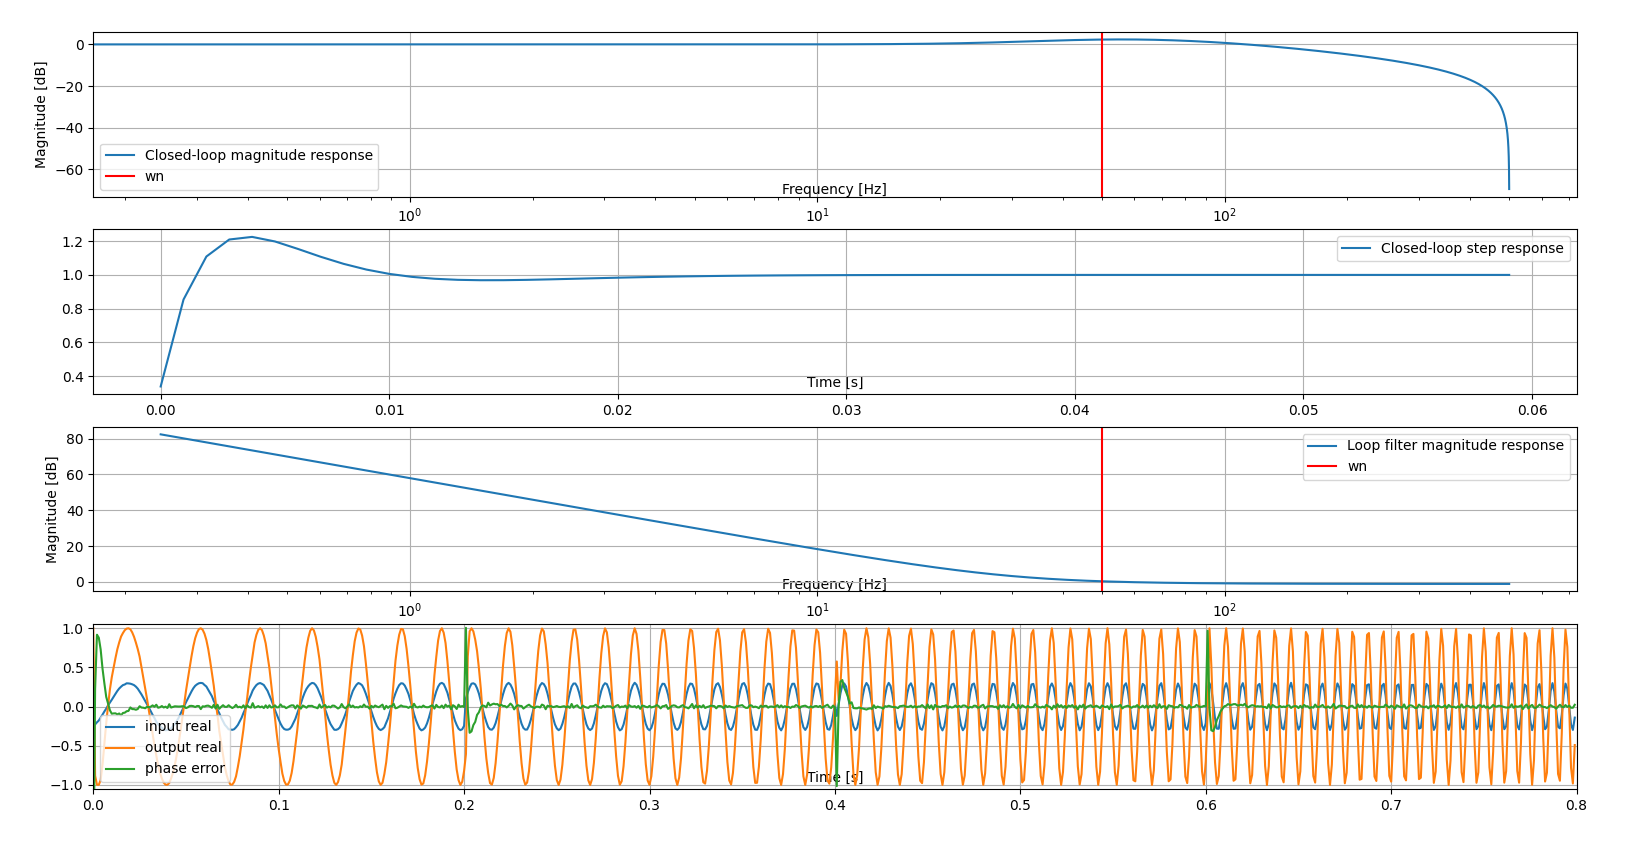 0
−20
−40
−60
Magnitude [dB]
Closed-loop magnitude response
wn
Frequency [Hz]
10⁰
10¹
10²
1.2
1.0
0.8
0.6
0.4
Closed-loop step response
Time [s]
0.00
0.01
0.02
0.03
0.04
0.05
0.06
80
60
40
20
0
Magnitude [dB]
Loop filter magnitude response
wn
Frequency [Hz]
10⁰
10¹
10²
1.0
0.5
0.0
−0.5
−1.0
input real
output real
phase error
Time [s]
0.0
0.1
0.2
0.3
0.4
0.5
0.6
0.7
0.8